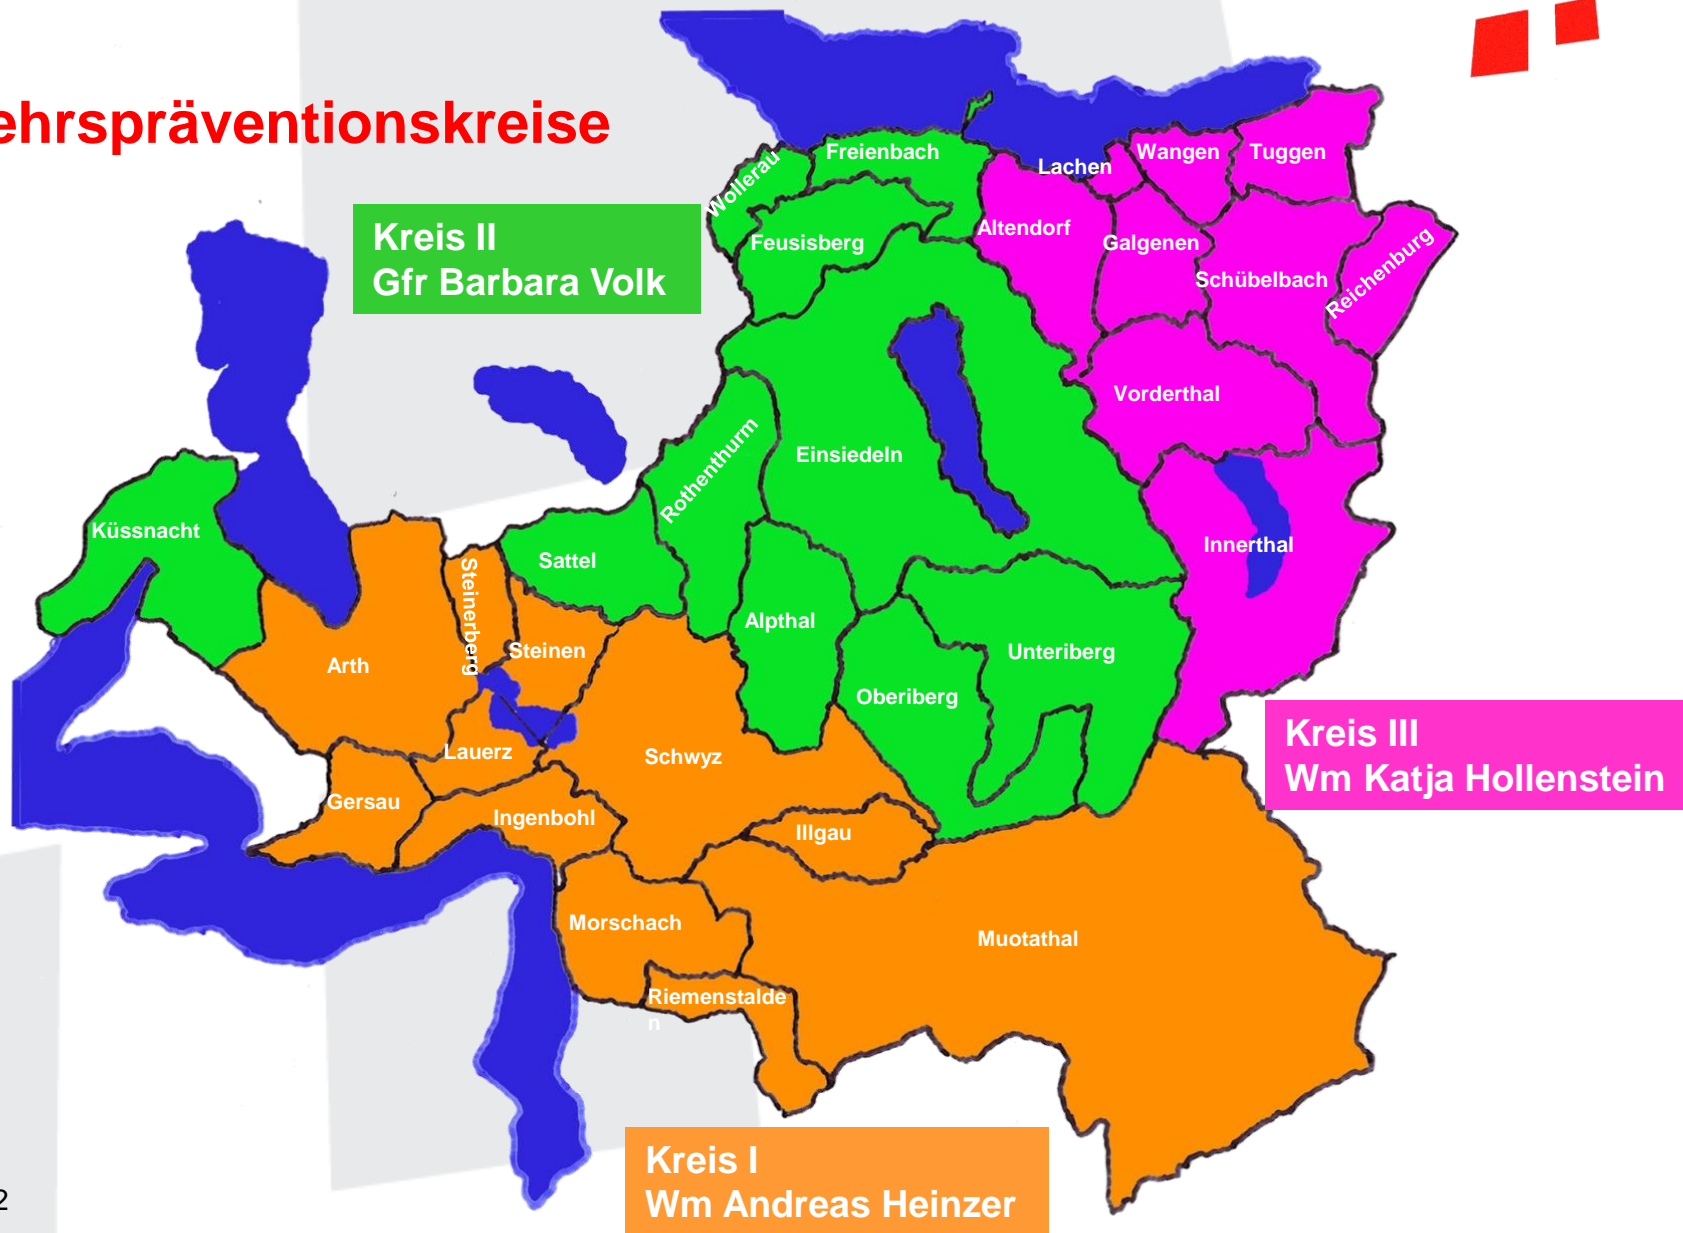 ehrspräventionskreise
Freienbach
Wollerau
Lachen
Wangen
Tuggen
Kreis II
Gfr Barbara Volk
Feusisberg
Altendorf
Galgenen
Schübelbach
Reichenburg
Vorderthal
Einsiedeln
Rothenthurm
Küssnacht
Sattel
Innerthal
Steinerberg
Steinen
Alpthal
Unteriberg
Arth
Oberiberg
Lauerz
Schwyz
Kreis III
Wm Katja Hollenstein
Gersau
Ingenbohl
Illgau
Morschach
Muotathal
Riemenstalde
n
Kreis I
Wm Andreas Heinzer
2